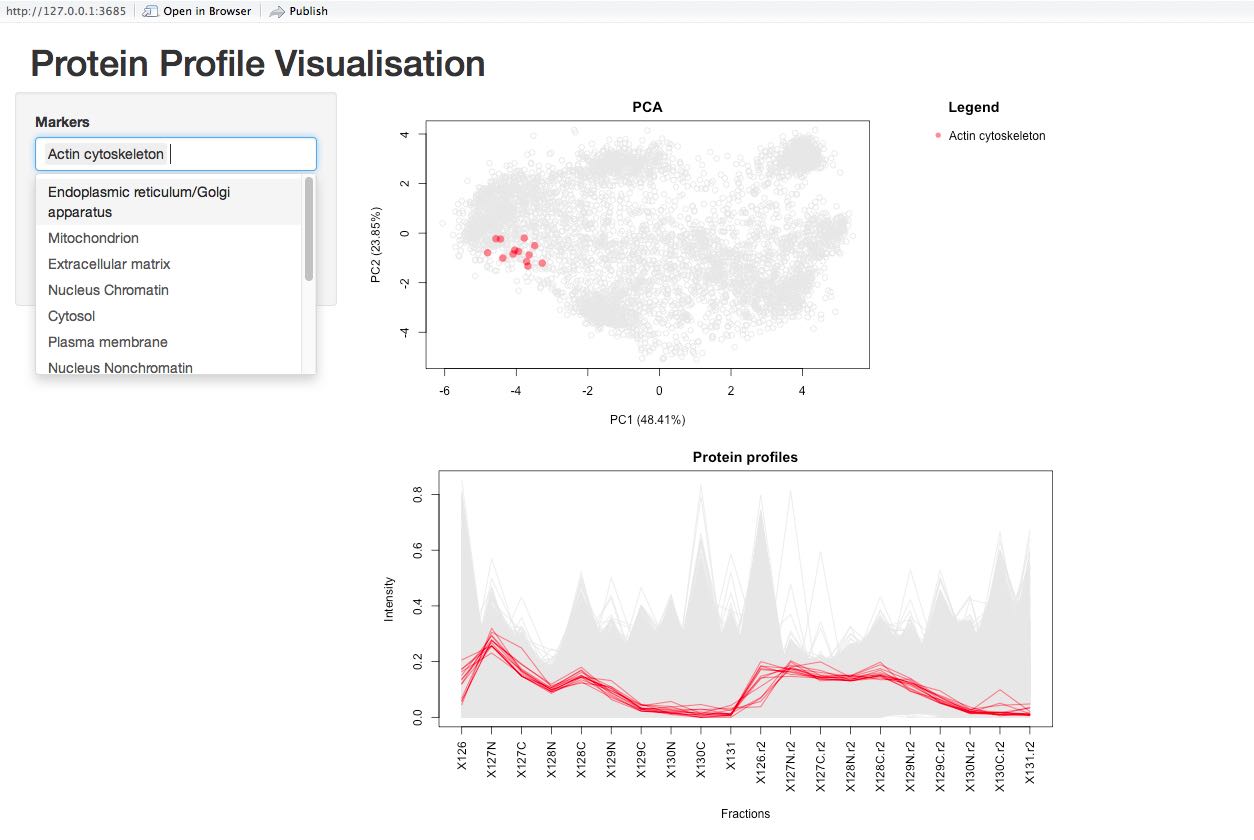 http://127.0.0.1:3685 Open in Browser Publish
Protein Profile Visualisation
Markers
Actin cytoskeleton
Endoplasmic reticulum/Golgi
apparatus
Mitochondrion
Extracellular matrix
Nucleus Chromatin
Cytosol
Plasma membrane
Nucleus Nonchromatin
PCA
4
2
0
-2
-4
PC2 (23.85%)
-6 -4 -2 0 2 4
PC1 (48.41%)
Legend
Actin cytoskeleton
Protein profiles
0.8
0.6
0.4
0.2
0.0
Intensity
X126 X127N X127C X128N X128C X129N X129C X130N X130C X131 X126.r2 X127N.r2 X127C.r2 X128N.r2 X128C.r2 X129N.r2 X129C.r2 X130N.r2 X130C.r2 X131.r2
Fractions